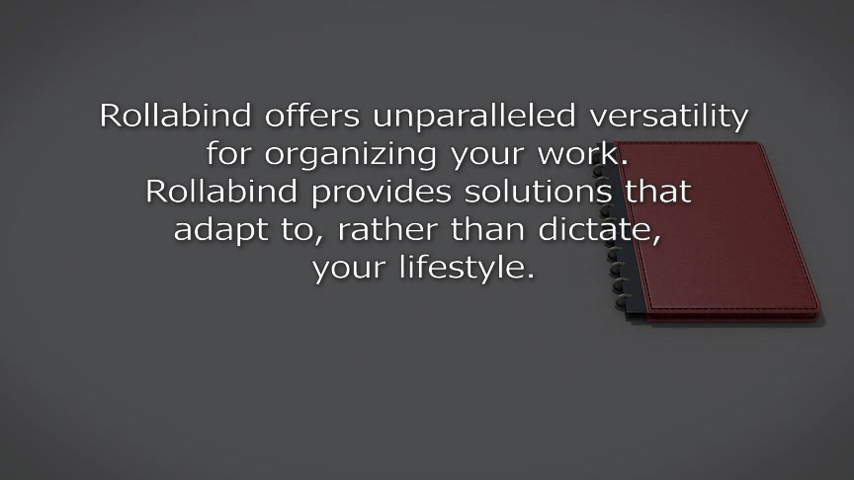 Rollabind offers unparalleled versatility
for organizing your work.
Rollabind provides solutions that
adapt to, rather than dictate,
your lifestyle.